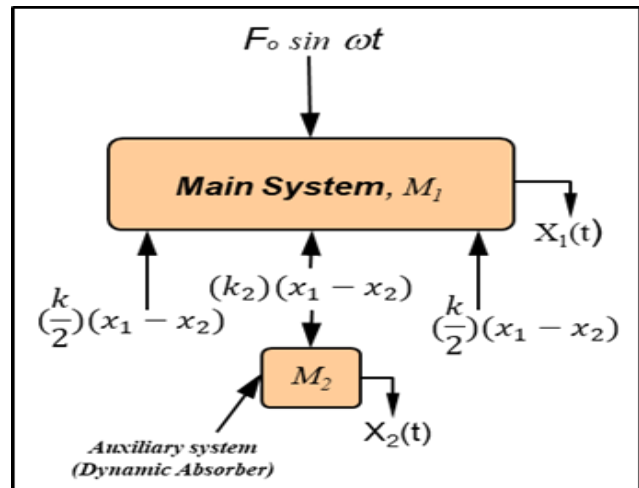 Fₒ sin ωt
Main System, M₁
X₁(t)
(k₂)(x₁ − x₂)
(k/2)(x₁ − x₂)
(k/2)(x₁ − x₂)
M₂
X₂(t)
Auxiliary system
(Dynamic Absorber)